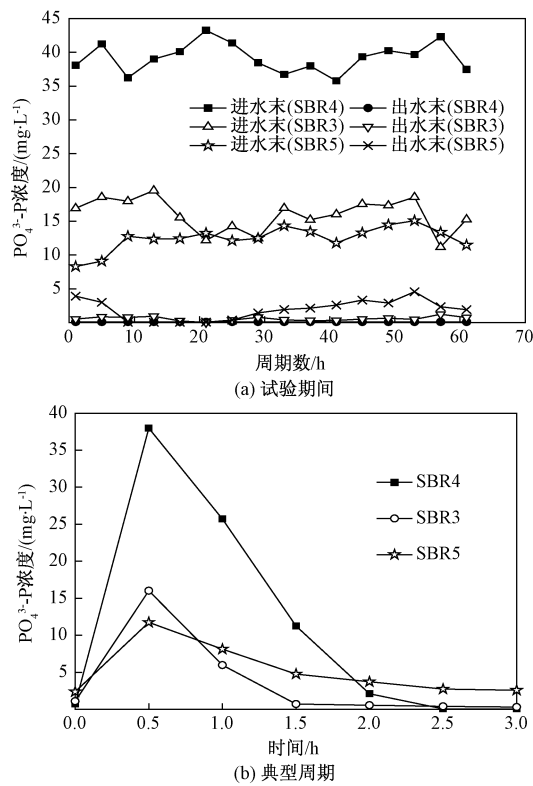 45
40
35
30
25
20
15
10
5
PO₄³⁻-P浓度/(mg·L⁻¹)
进水末(SBR4) 出水末(SBR4)
进水末(SBR3) 出水末(SBR3)
进水末(SBR5) 出水末(SBR5)
0 10 20 30 40 50 60 70
周期数/h
(a) 试验期间
40
35
30
25
20
15
10
5
PO₄³⁻-P浓度/(mg·L⁻¹)
SBR4
SBR3
SBR5
0.0 0.5 1.0 1.5 2.0 2.5 3.0
时间/h
(b) 典型周期